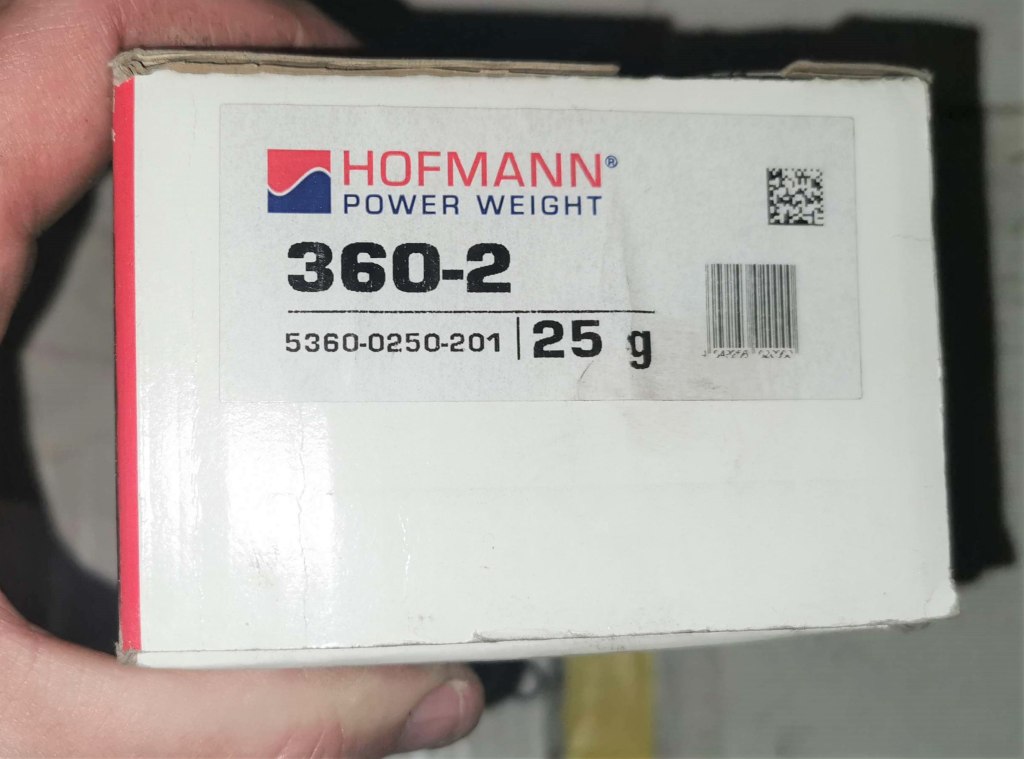 HOFMANN®
POWER WEIGHT
360-2
5360-0250-201 | 25 g